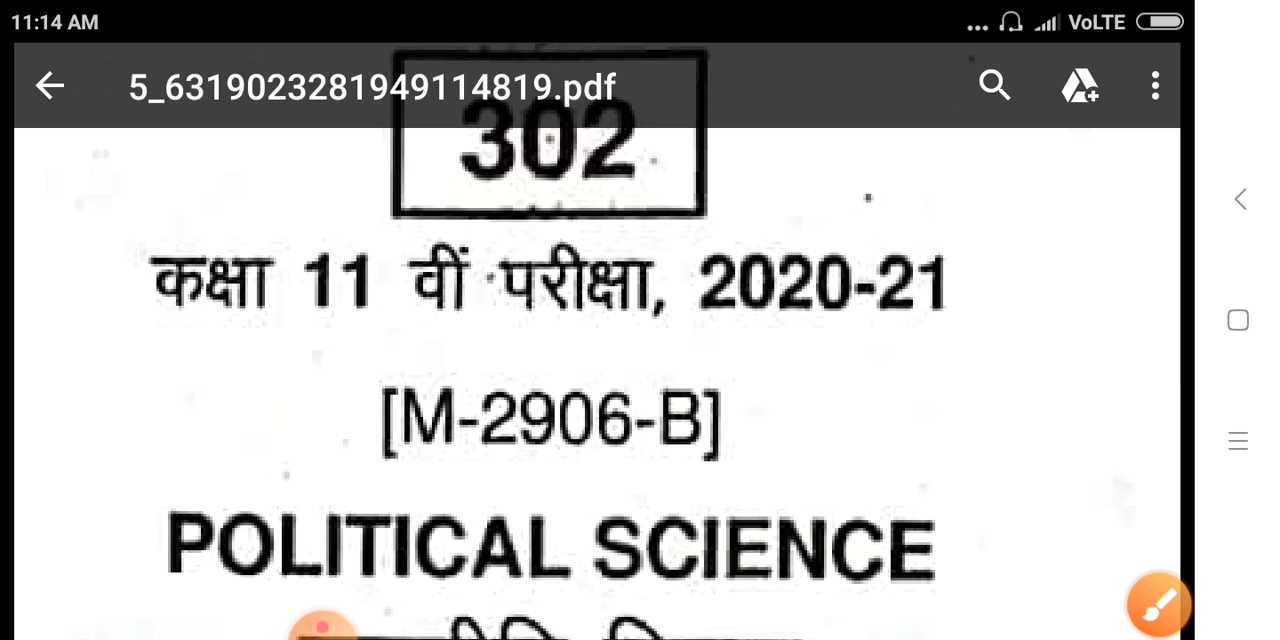 11:14 AM
... VoLTE
5_6319023281949114819.pdf
302
कक्षा 11 वीं परीक्षा, 2020-21
[M-2906-B]
POLITICAL SCIENCE